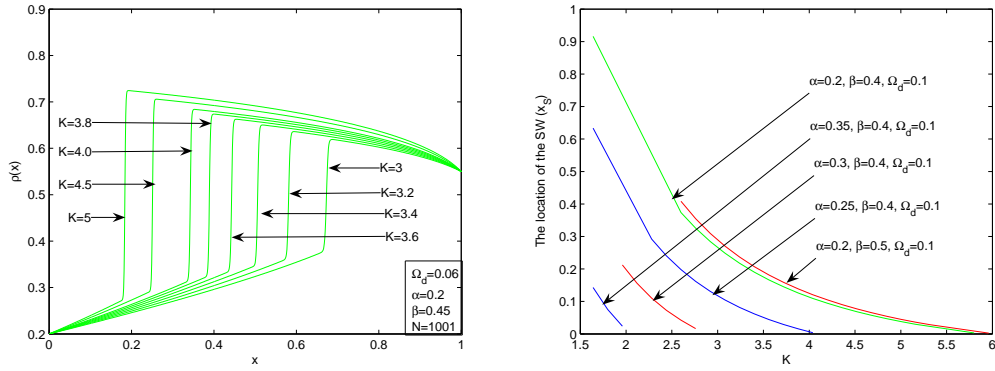 0.9
0.8
0.7
0.6
0.5
0.4
0.3
0.2
ρ(x)
0
0.2
0.4
0.6
0.8
1
x
K=3.8
K=4.0
K=4.5
K=5
K=3
K=3.2
K=3.4
K=3.6
Ω_d=0.06
α=0.2
β=0.45
N=1001
1
0.9
0.8
0.7
0.6
0.5
0.4
0.3
0.2
0.1
0
The location of the SW (x_S)
1.5
2
2.5
3
3.5
4
4.5
5
5.5
6
K
α=0.2, β=0.4, Ω_d=0.1
α=0.35, β=0.4, Ω_d=0.1
α=0.3, β=0.4, Ω_d=0.1
α=0.25, β=0.4, Ω_d=0.1
α=0.2, β=0.5, Ω_d=0.1